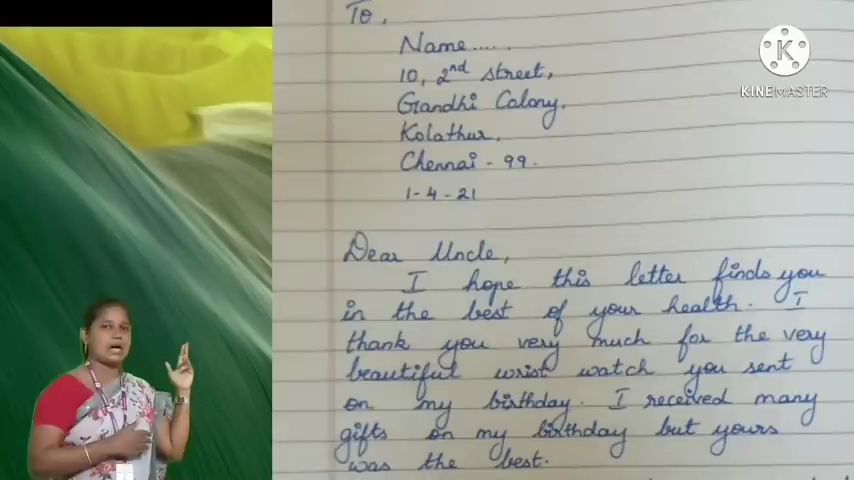 To,
Name.....
10, 2nd street,
Gandhi Calony,
Kolathur,
Chennai - 99.
1-4-21
Dear Uncle,
I hope this letter finds you
in the best of your health. I
thank you very much for the very
beautiful wrist watch you sent
on my birthday. I received many
gifts on my birthday but yours
was the best.
K
KINEMASTER